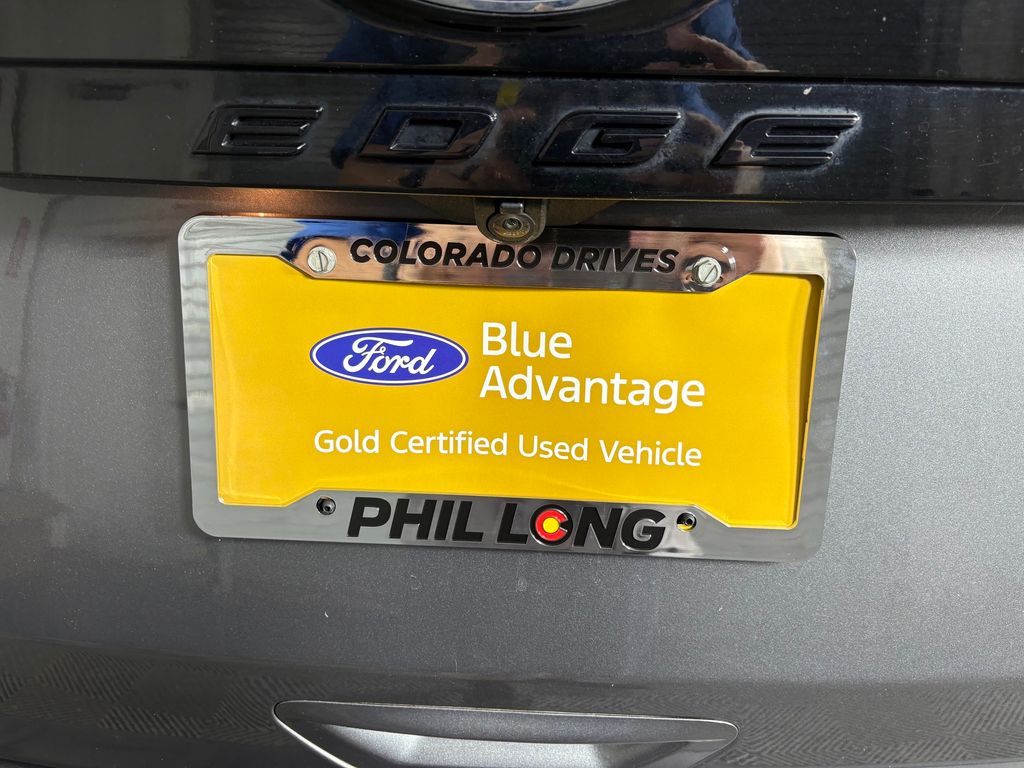 EDGE
COLORADO DRIVES
Ford
Blue
Advantage
Gold Certified Used Vehicle
PHIL LONG